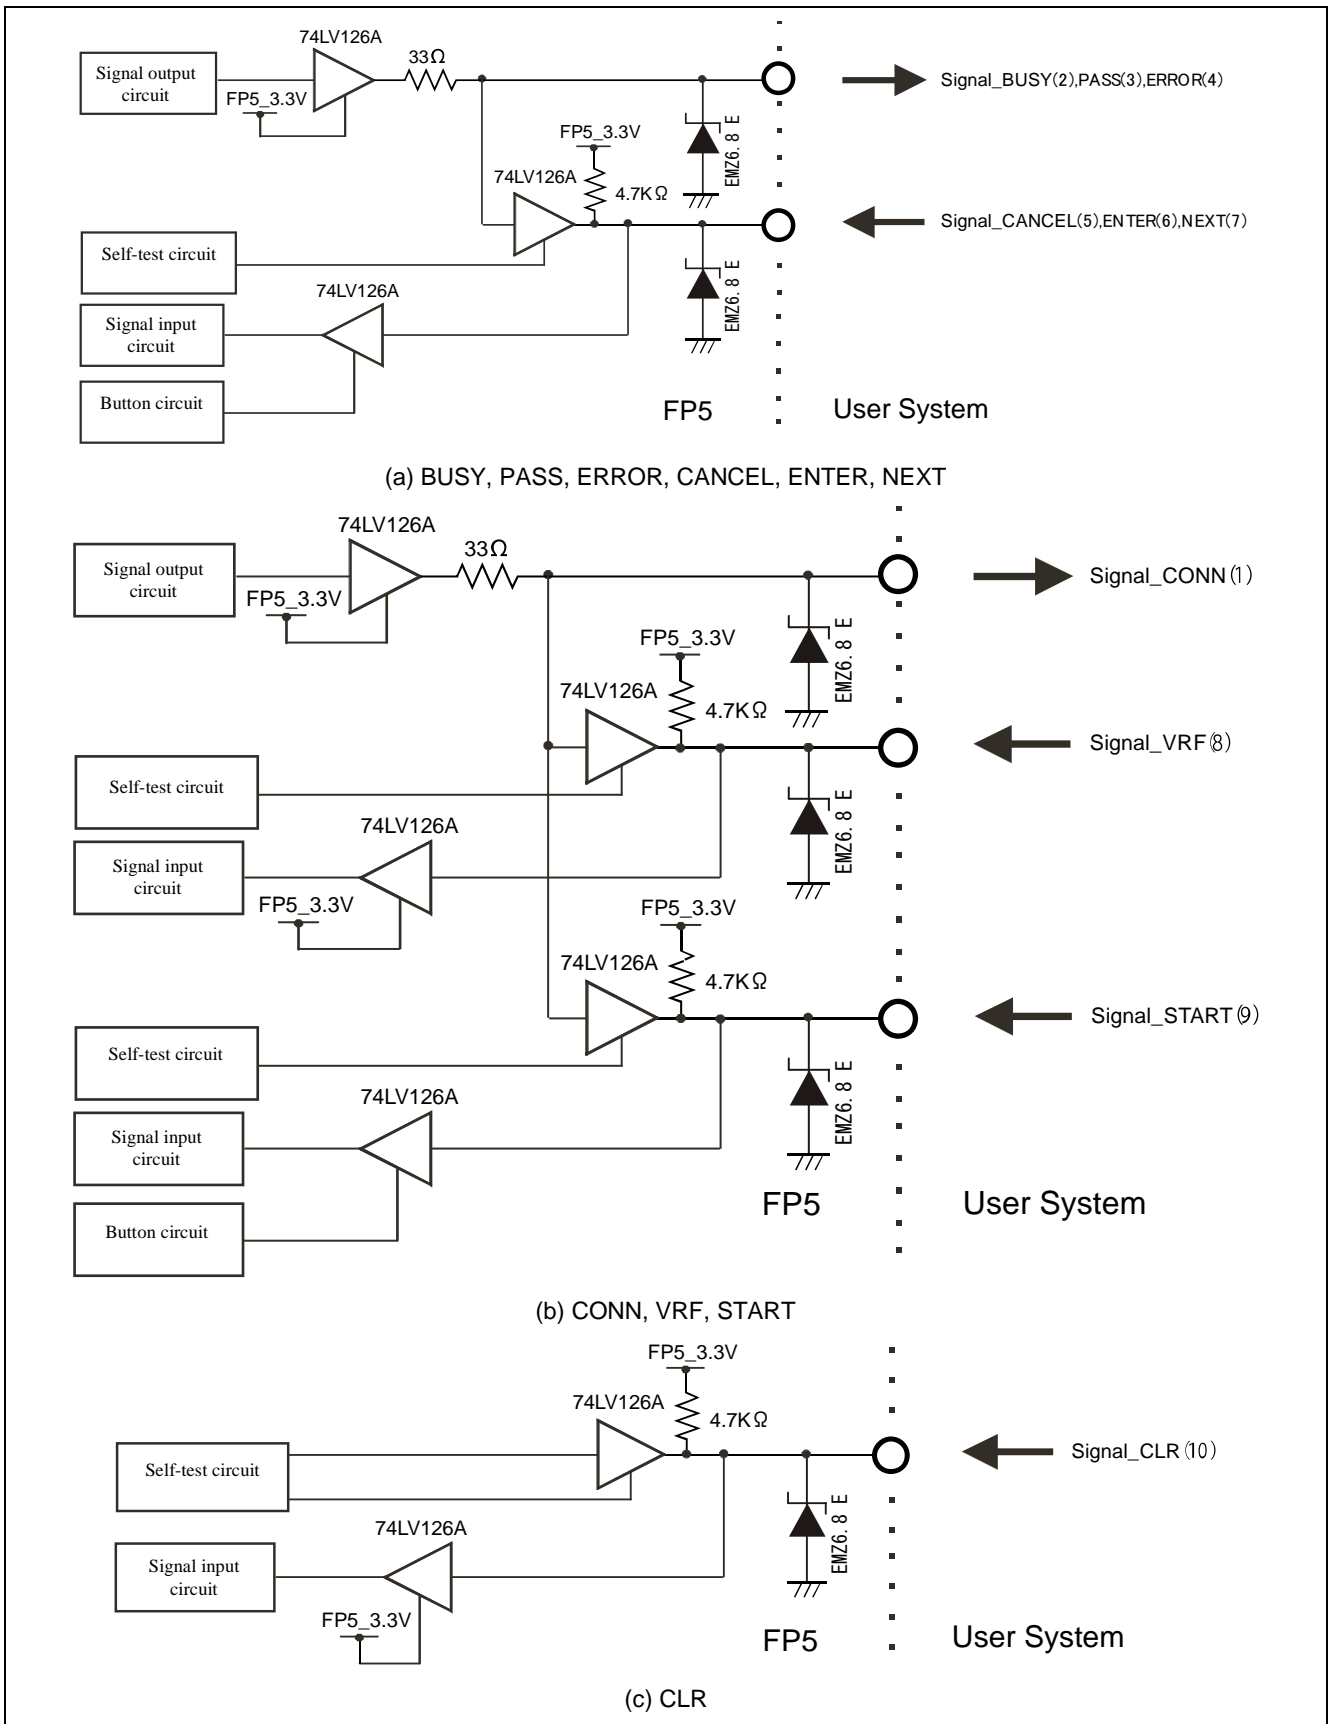 74LV126A
33Ω
Signal output
circuit
FP5_3.3V
Signal_BUSY(2),PASS(3),ERROR(4)
EMZ6.8 E
FP5_3.3V
74LV126A
4.7KΩ
Signal_CANCEL(5),ENTER(6),NEXT(7)
Self-test circuit
EMZ6.8 E
74LV126A
Signal input
circuit
Button circuit
FP5
User System
(a) BUSY, PASS, ERROR, CANCEL, ENTER, NEXT
74LV126A
33Ω
Signal output
circuit
FP5_3.3V
Signal_CONN(1)
EMZ6.8 E
FP5_3.3V
74LV126A
4.7KΩ
Signal_VRF(8)
Self-test circuit
EMZ6.8 E
74LV126A
Signal input
circuit
FP5_3.3V
FP5_3.3V
74LV126A
4.7KΩ
Signal_START(9)
Self-test circuit
EMZ6.8 E
74LV126A
Signal input
circuit
Button circuit
FP5
User System
(b) CONN, VRF, START
FP5_3.3V
74LV126A
4.7KΩ
Signal_CLR(10)
Self-test circuit
EMZ6.8 E
74LV126A
Signal input
circuit
FP5_3.3V
FP5
User System
(c) CLR